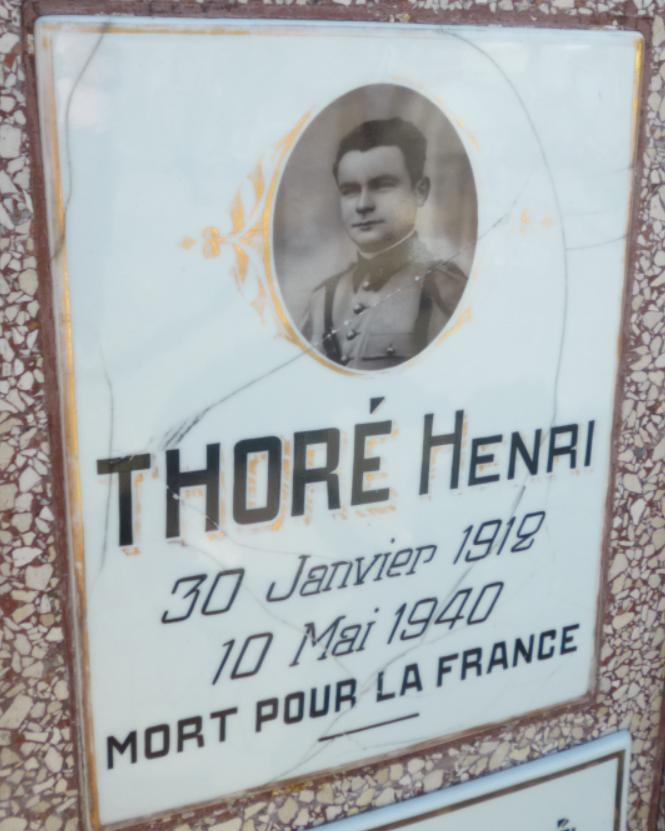 THORÉ HENRI
30 Janvier 1912
10 Mai 1940
MORT POUR LA FRANCE